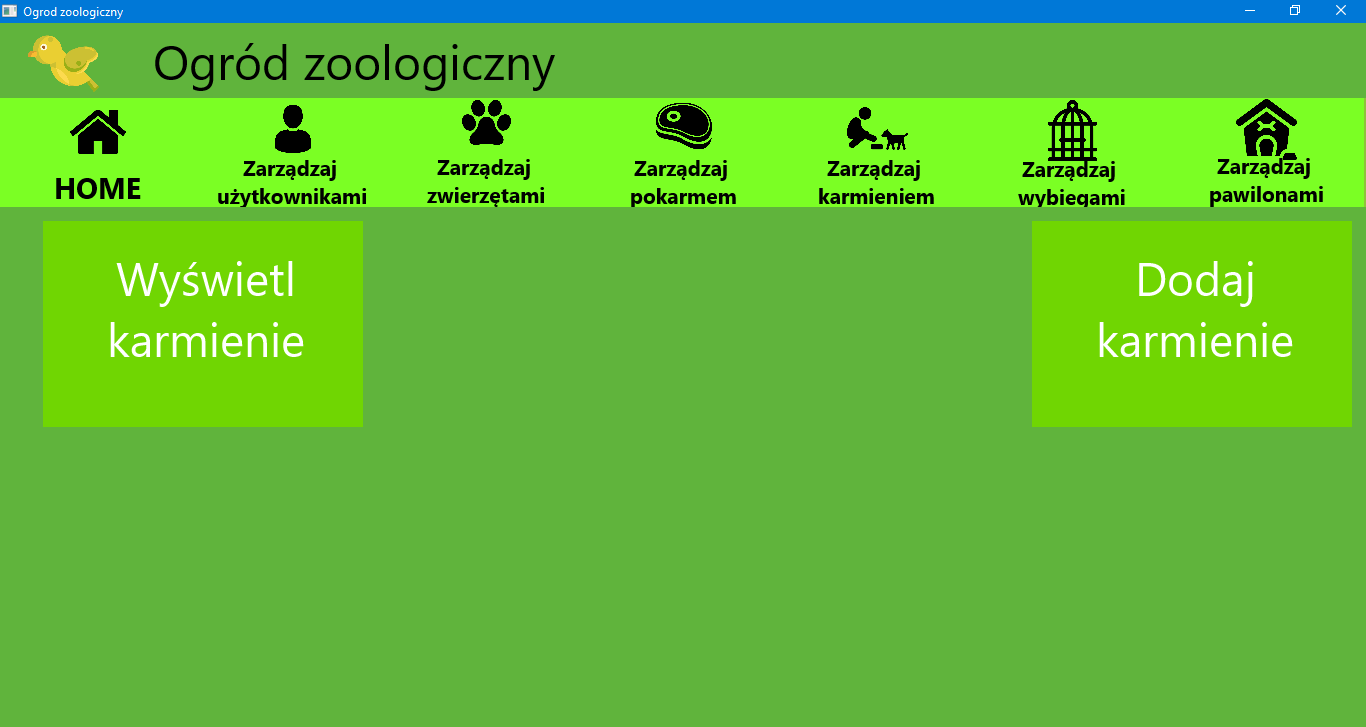 Ogrod zoologiczny
Ogród zoologiczny
HOME
Zarządzaj
użytkownikami
Zarządzaj
zwierzętami
Zarządzaj
pokarmem
Zarządzaj
karmieniem
Zarządzaj
wybiegami
Zarządzaj
pawilonami
Wyświetl
karmienie
Dodaj
karmienie